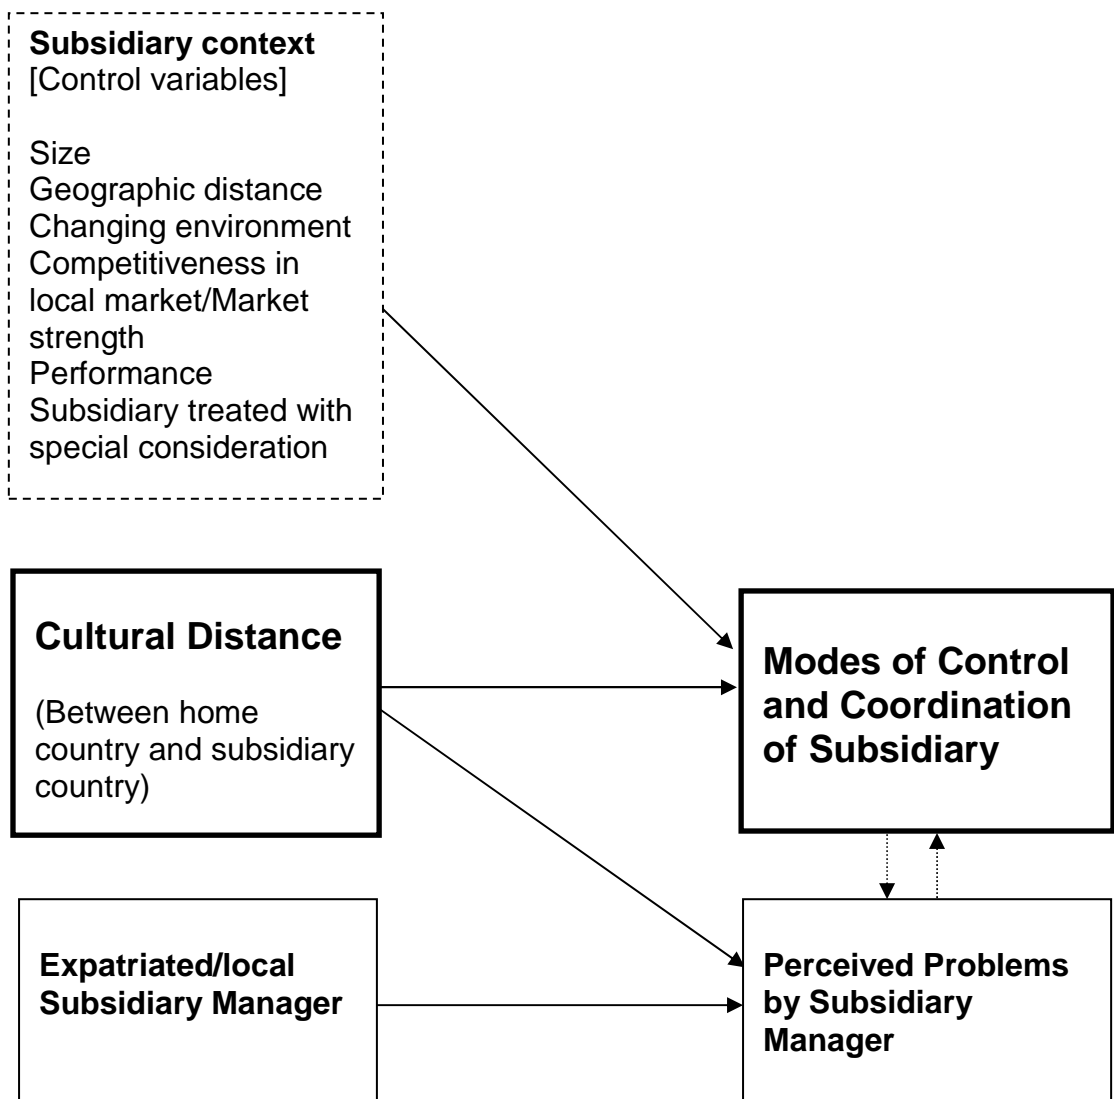 Subsidiary context
[Control variables]
Size
Geographic distance
Changing environment
Competitiveness in
local market/Market
strength
Performance
Subsidiary treated with
special consideration
Cultural Distance
(Between home
country and subsidiary
country)
Modes of Control
and Coordination
of Subsidiary
Expatriated/local
Subsidiary Manager
Perceived Problems
by Subsidiary
Manager